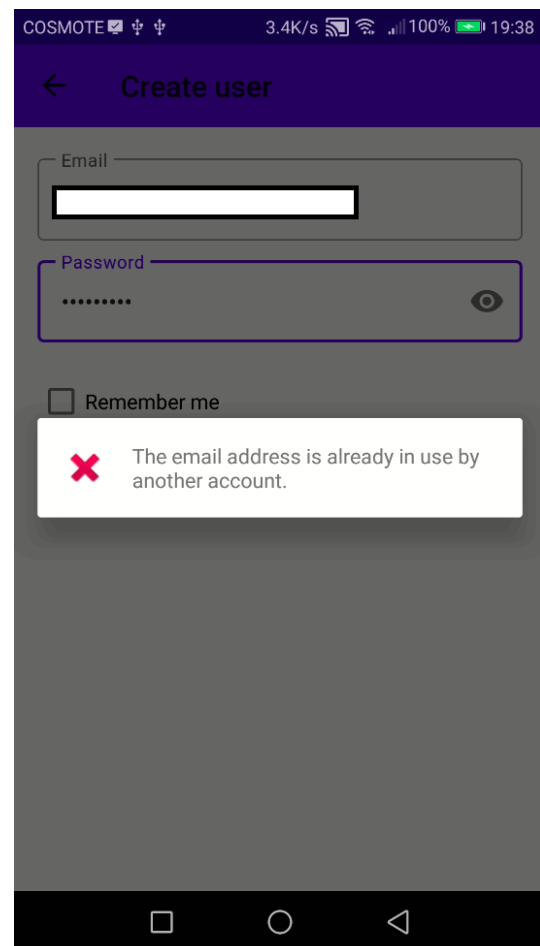 COSMOTE 3.4K/s 100% 19:38
Create user
Email
Password
•••••••••
Remember me
The email address is already in use by
another account.